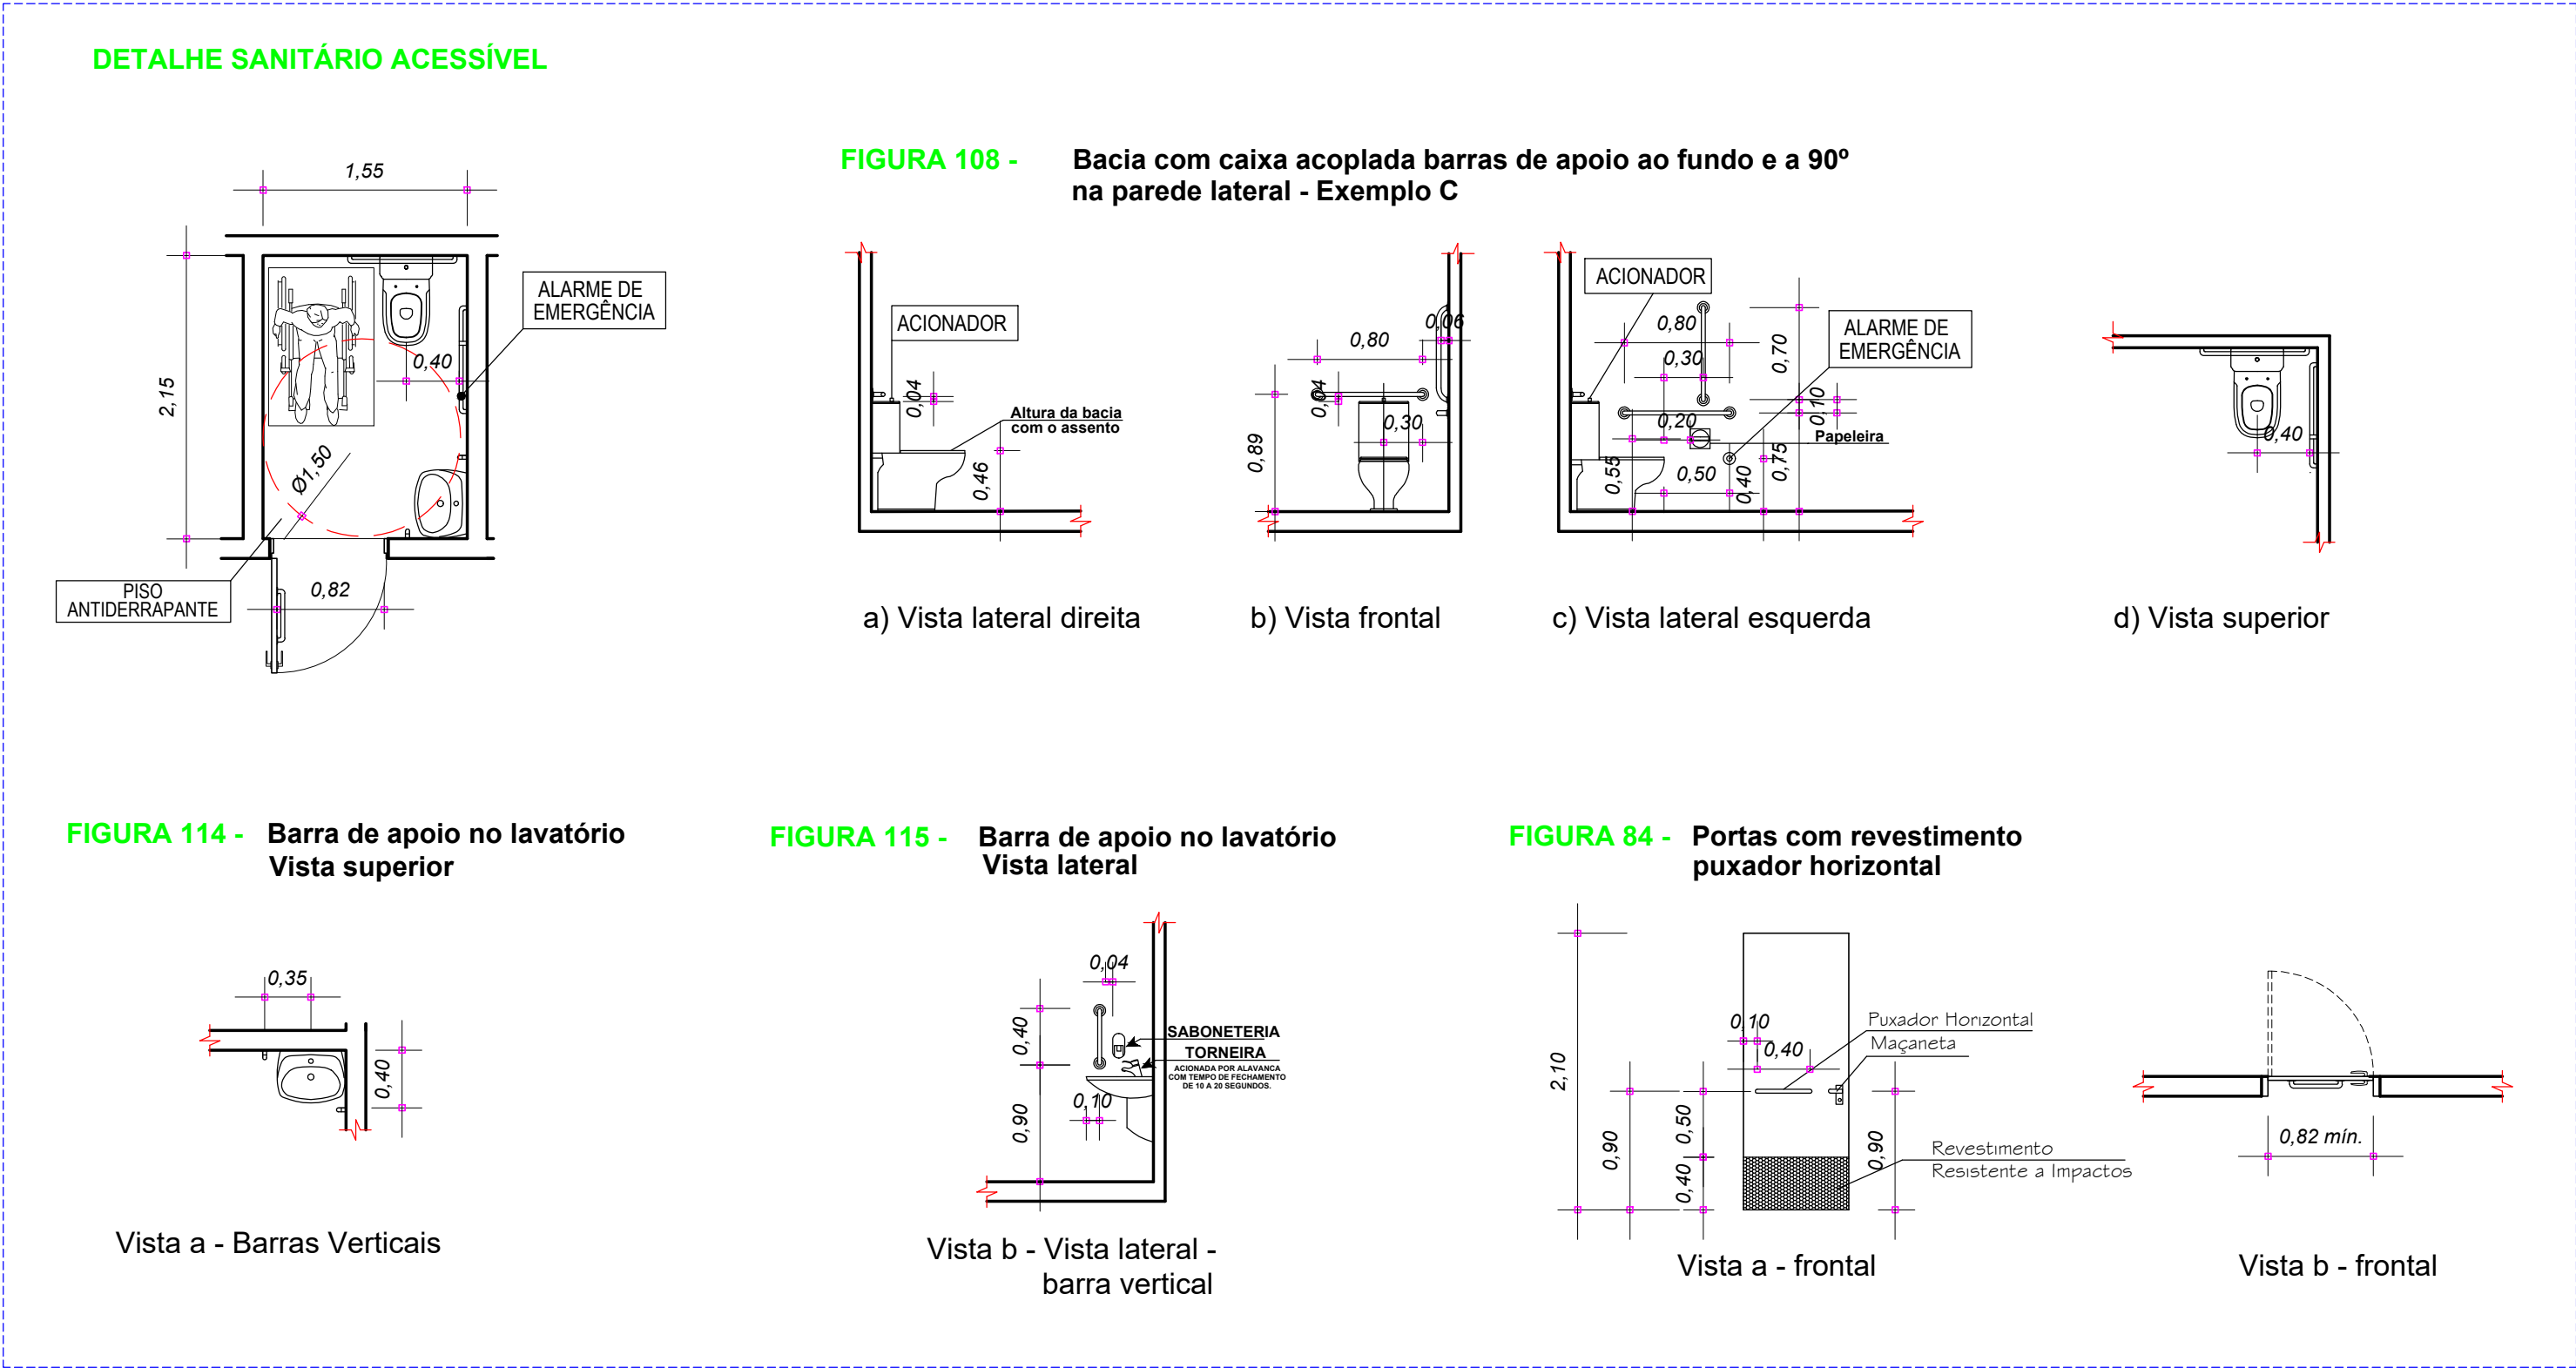 DETALHE SANITÁRIO ACESSÍVEL
1,55
2,15
ALARME DE
EMERGÊNCIA
0,40
Ø1,50
PISO
ANTIDERRAPANTE
0,82
FIGURA 108 - Bacia com caixa acoplada barras de apoio ao fundo e a 90º
na parede lateral - Exemplo C
ACIONADOR
0,04
Altura da bacia
com o assento
0,46
a) Vista lateral direita
0,06
0,80
0,04
0,30
0,89
b) Vista frontal
ACIONADOR
0,80
0,30
0,70
ALARME DE
EMERGÊNCIA
0,10
0,20
Papeleira
0,55
0,50
0,40
0,75
c) Vista lateral esquerda
0,40
d) Vista superior
FIGURA 114 - Barra de apoio no lavatório
Vista superior
0,35
0,40
Vista a - Barras Verticais
FIGURA 115 - Barra de apoio no lavatório
Vista lateral
0,04
0,40
SABONETERIA
TORNEIRA
ACIONADA POR ALAVANCA
COM TEMPO DE FECHAMENTO
DE 10 A 20 SEGUNDOS.
0,10
0,90
Vista b - Vista lateral -
barra vertical
FIGURA 84 - Portas com revestimento
puxador horizontal
2,10
0,10
0,40
Puxador Horizontal
Maçaneta
0,90
0,50
0,40
0,90
Revestimento
Resistente a Impactos
Vista a - frontal
0,82 mín.
Vista b - frontal